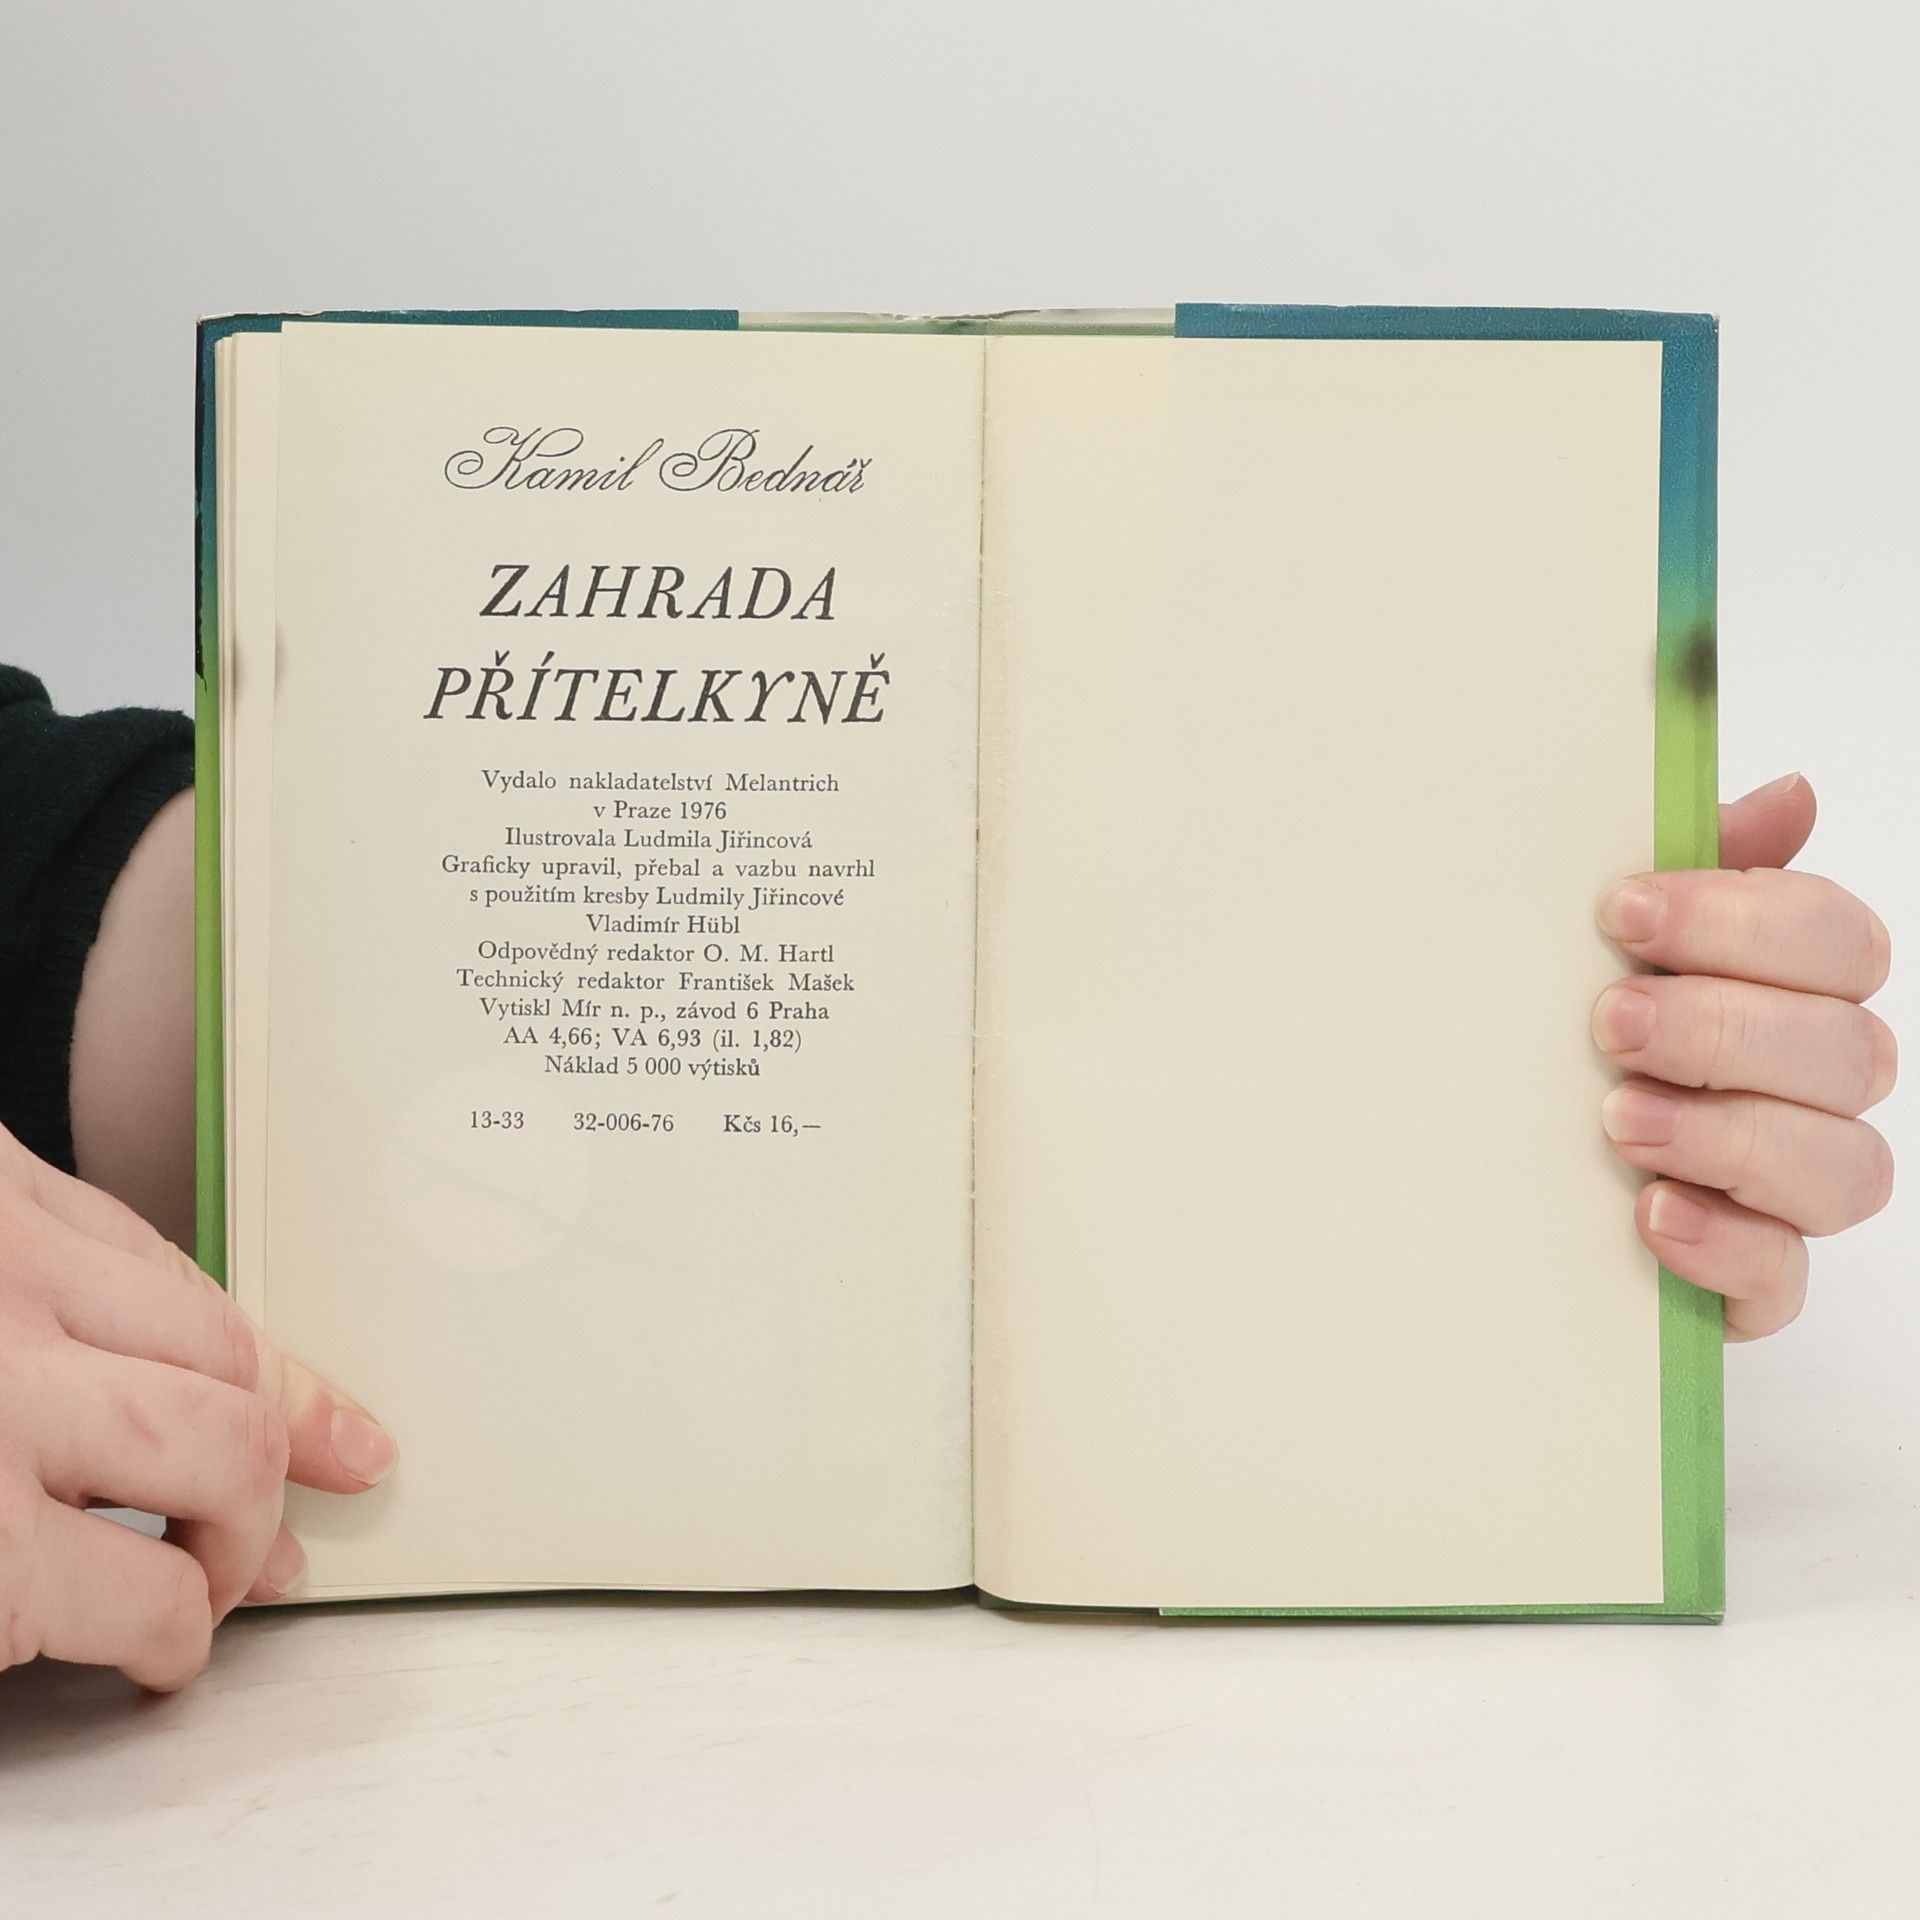 Kamil Bednář
ZAHRADA
PŘÍTELKYNĚ
Vydalo nakladatelství Melantrich
v Praze 1976
Ilustrovala Ludmila Jiřincová
Graficky upravil, přebal a vazbu navrhl
s použitím kresby Ludmily Jiřincové
Vladimír Hübl
Odpovědný redaktor O. M. Hartl
Technický redaktor František Mašek
Vytiskl Mír n. p., závod 6 Praha
AA 4,66; VA 6,93 (il. 1,82)
Náklad 5 000 výtisků
13-33 32-006-76 Kčs 16,—